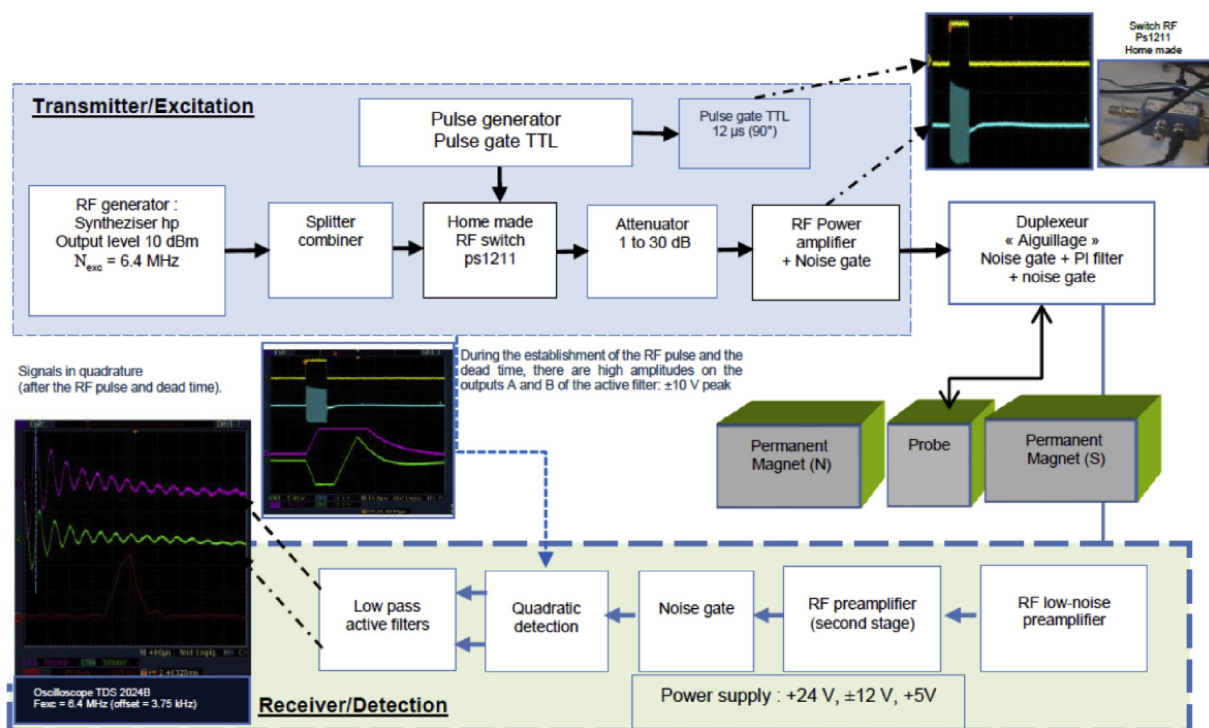 Switch RF
Ps1211
Home made
Transmitter/Excitation
Pulse generator
Pulse gate TTL
Pulse gate TTL
12 µs (90°)
RF generator :
Syntheziser hp
Output level 10 dBm
N_exc = 6.4 MHz
Splitter
combiner
Home made
RF switch
ps1211
Attenuator
1 to 30 dB
RF Power
amplifier
+ Noise gate
Duplexeur
« Aiguillage »
Noise gate + PI filter
+ noise gate
Signals in quadrature
(after the RF pulse and dead time).
During the establishment of the RF pulse and the
dead time, there are high amplitudes on the
outputs A and B of the active filter: ±10 V peak
Permanent
Magnet (N)
Probe
Permanent
Magnet (S)
Low pass
active filters
Quadratic
detection
Noise gate
RF preamplifier
(second stage)
RF low-noise
preamplifier
Oscilloscope TDS 2024B
Fexc = 6.4 MHz (offset = 3.75 kHz)
Receiver/Detection
Power supply : +24 V, ±12 V, +5V